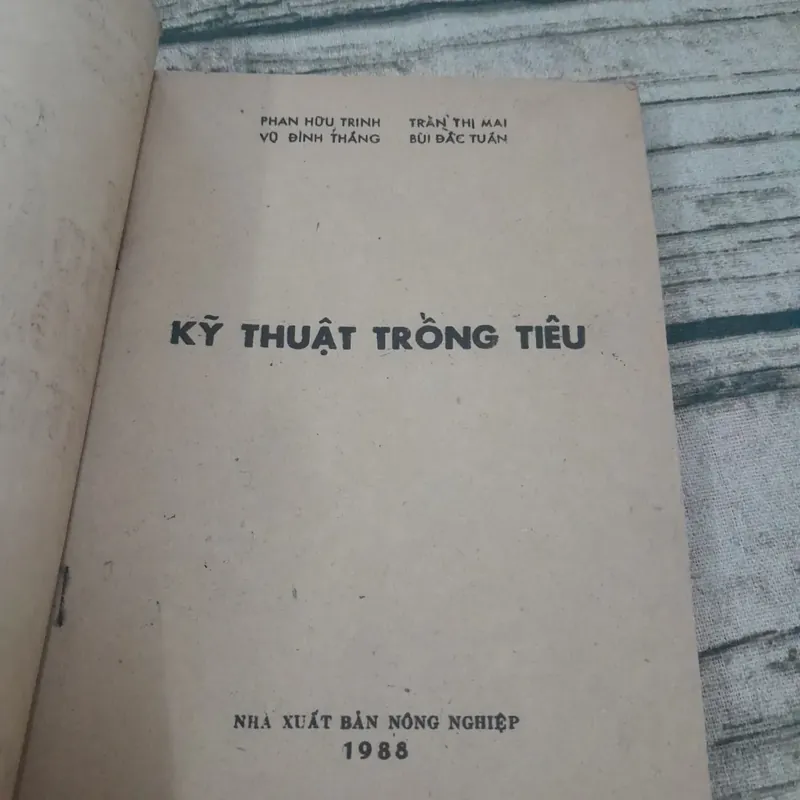 PHAN HỮU TRINH TRẦN THỊ MAI
VŨ ĐÌNH THẮNG BÙI ĐẮC TUẤN
KỸ THUẬT TRỒNG TIÊU
NHÀ XUẤT BẢN NÔNG NGHIỆP
1988